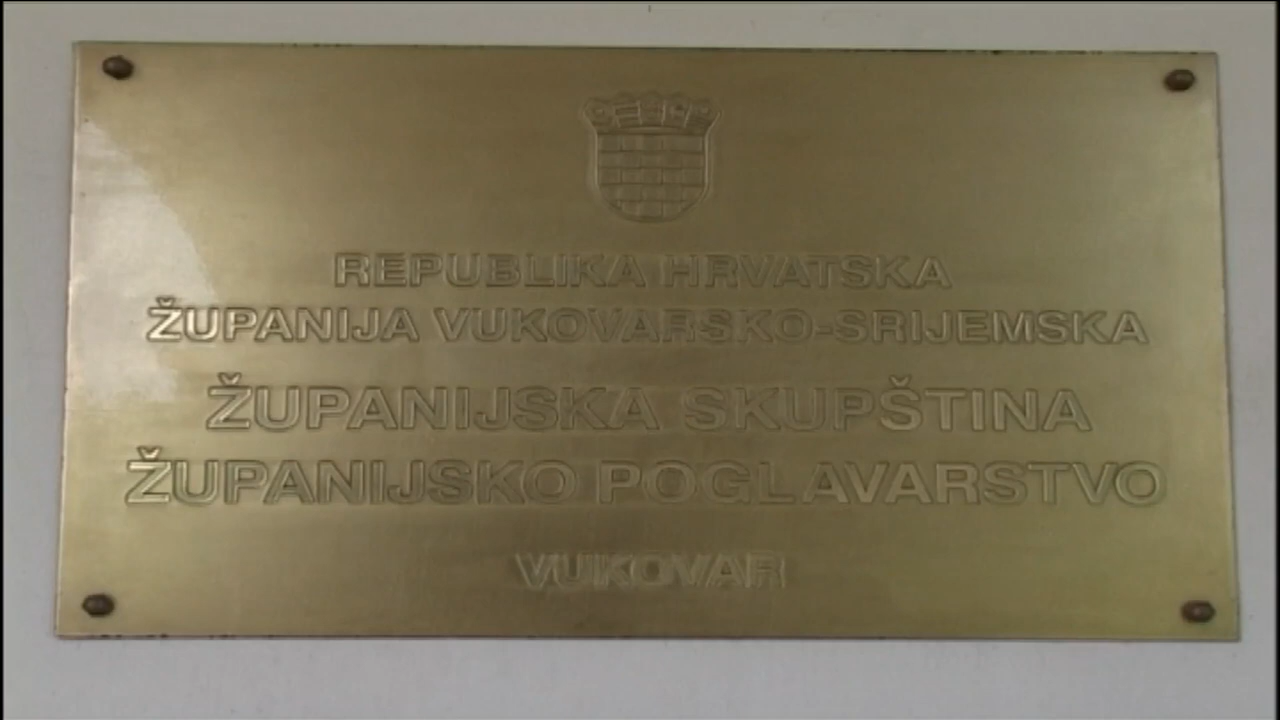 REPUBLIKA HRVATSKA
ŽUPANIJA VUKOVARSKO-SRIJEMSKA
ŽUPANIJSKA SKUPŠTINA
ŽUPANIJSKO POGLAVARSTVO
VUKOVAR